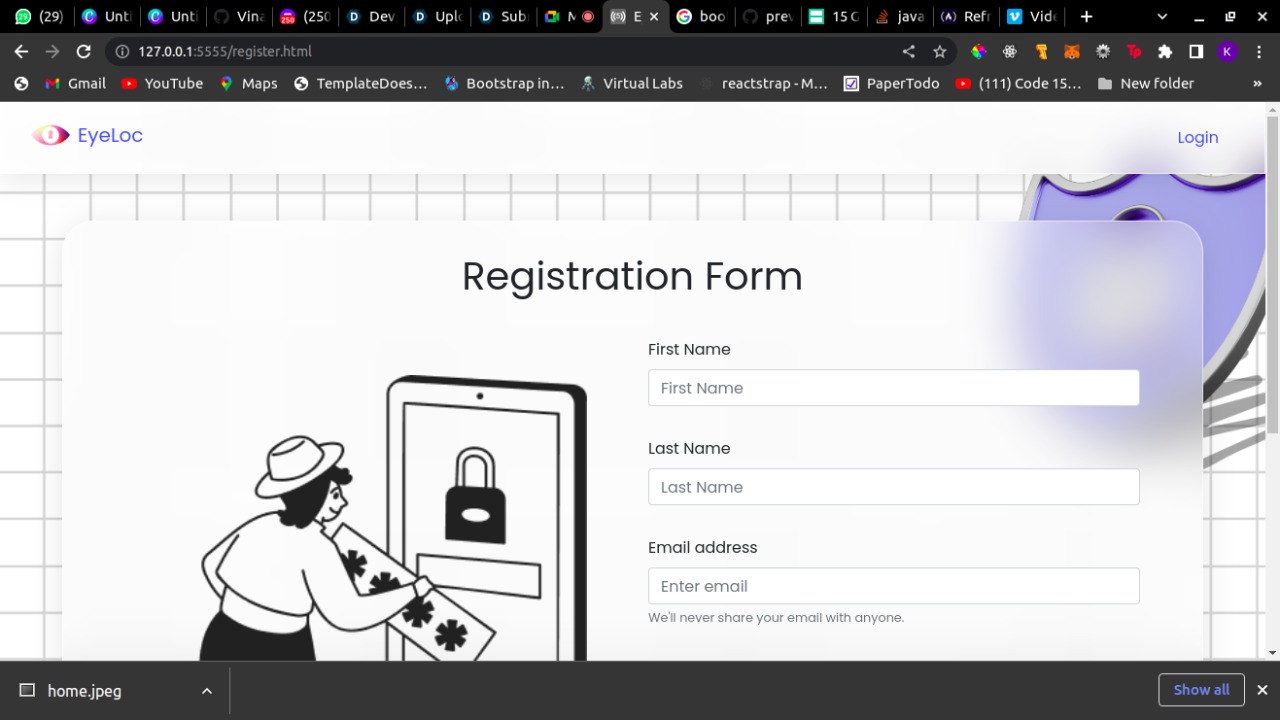 (29) Unti Unti Vina (250 Dev Uplo Sub M E boo prev 15 G java Refr Vide
250
127.0.0.1:5555/register.html
Tp K
Gmail YouTube Maps TemplateDoes... Bootstrap in... Virtual Labs reactstrap - M... PaperTodo (111) Code 15... New folder »
EyeLoc
Login
Registration Form
First Name
First Name
Last Name
Last Name
Email address
Enter email
We'll never share your email with anyone.
home.jpeg
Show all